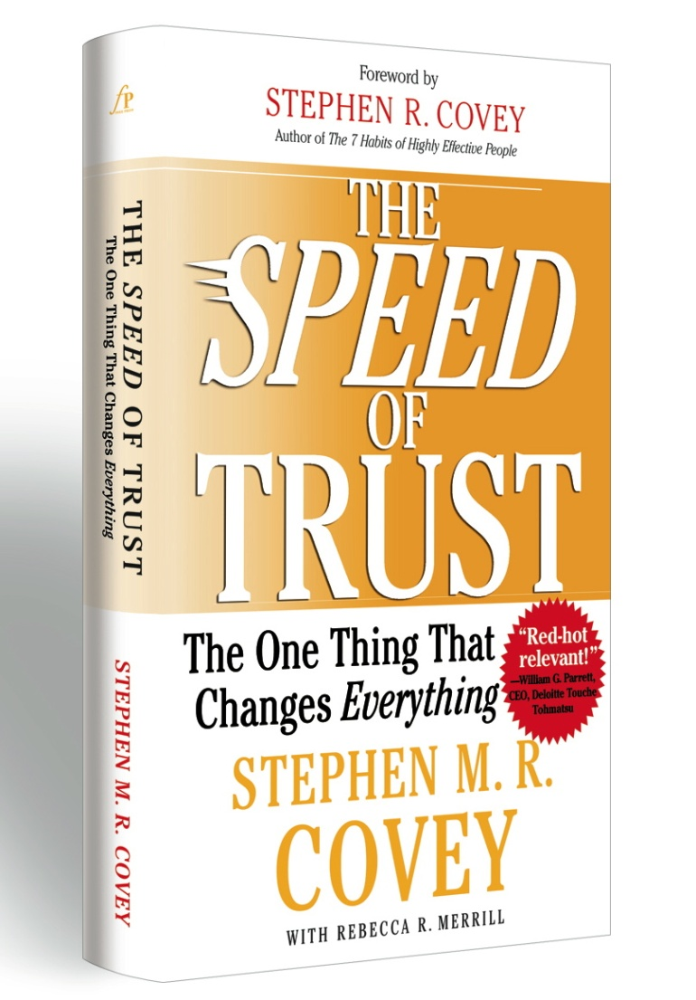 Foreword by
STEPHEN R. COVEY
Author of The 7 Habits of Highly Effective People
THE
SPEED
OF
TRUST
The One Thing That
Changes Everything
"Red-hot
relevant!"
—William G. Parrett,
CEO, Deloitte Touche
Tohmatsu
STEPHEN M. R.
COVEY
WITH REBECCA R. MERRILL
fP
THE SPEED OF TRUST
The One Thing That Changes Everything
STEPHEN M. R. COVEY